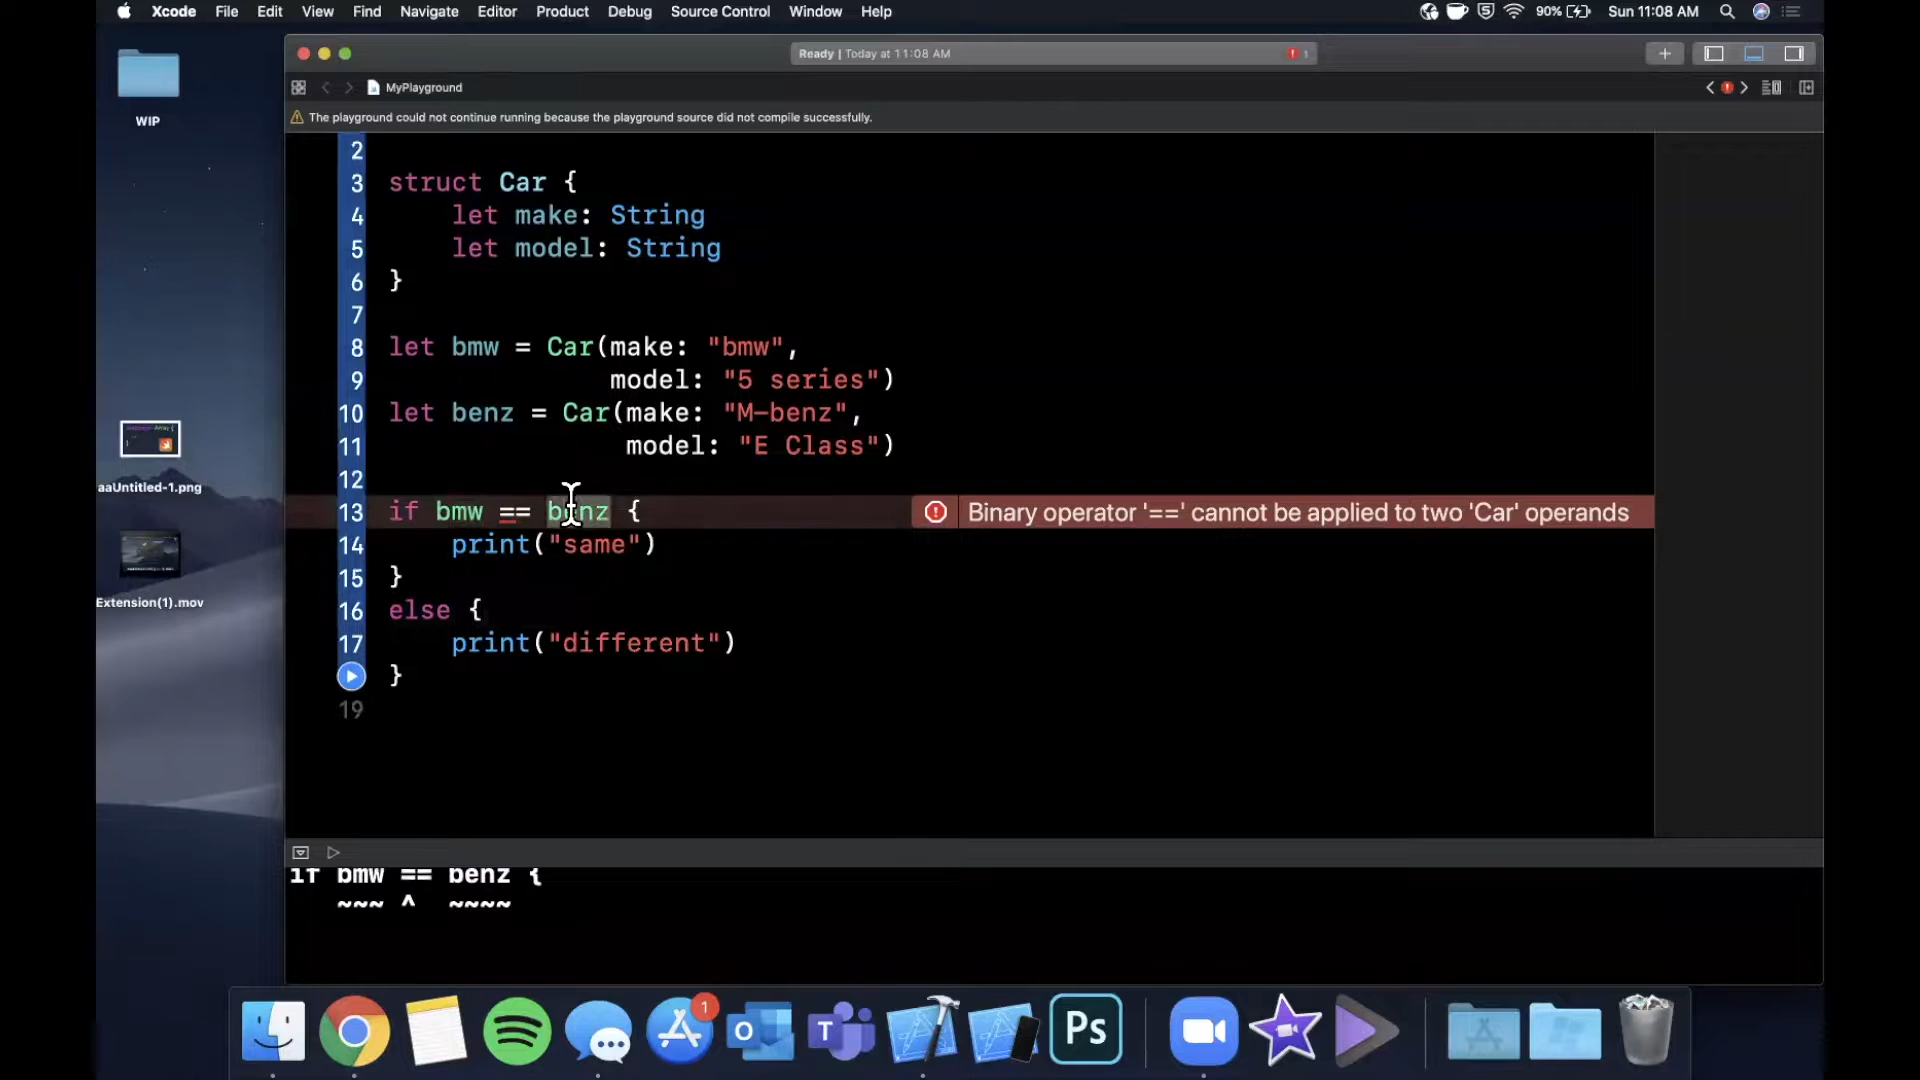 Xcode File Edit View Find Navigate Editor Product Debug Source Control Window Help 90% Sun 11:08 AM
WIP
aaUntitled-1.png
Extension(1).mov
Ready | Today at 11:08 AM 1
MyPlayground
The playground could not continue running because the playground source did not compile successfully.
2
3 struct Car {
4 let make: String
5 let model: String
6 }
7
8 let bmw = Car(make: "bmw",
9 model: "5 series")
10 let benz = Car(make: "M-benz",
11 model: "E Class")
12
13 if bmw == benz { Binary operator '==' cannot be applied to two 'Car' operands
14 print("same")
15 }
16 else {
17 print("different")
}
19
if bmw == benz {
~~~ ^ ~~~~
1
O T Ps